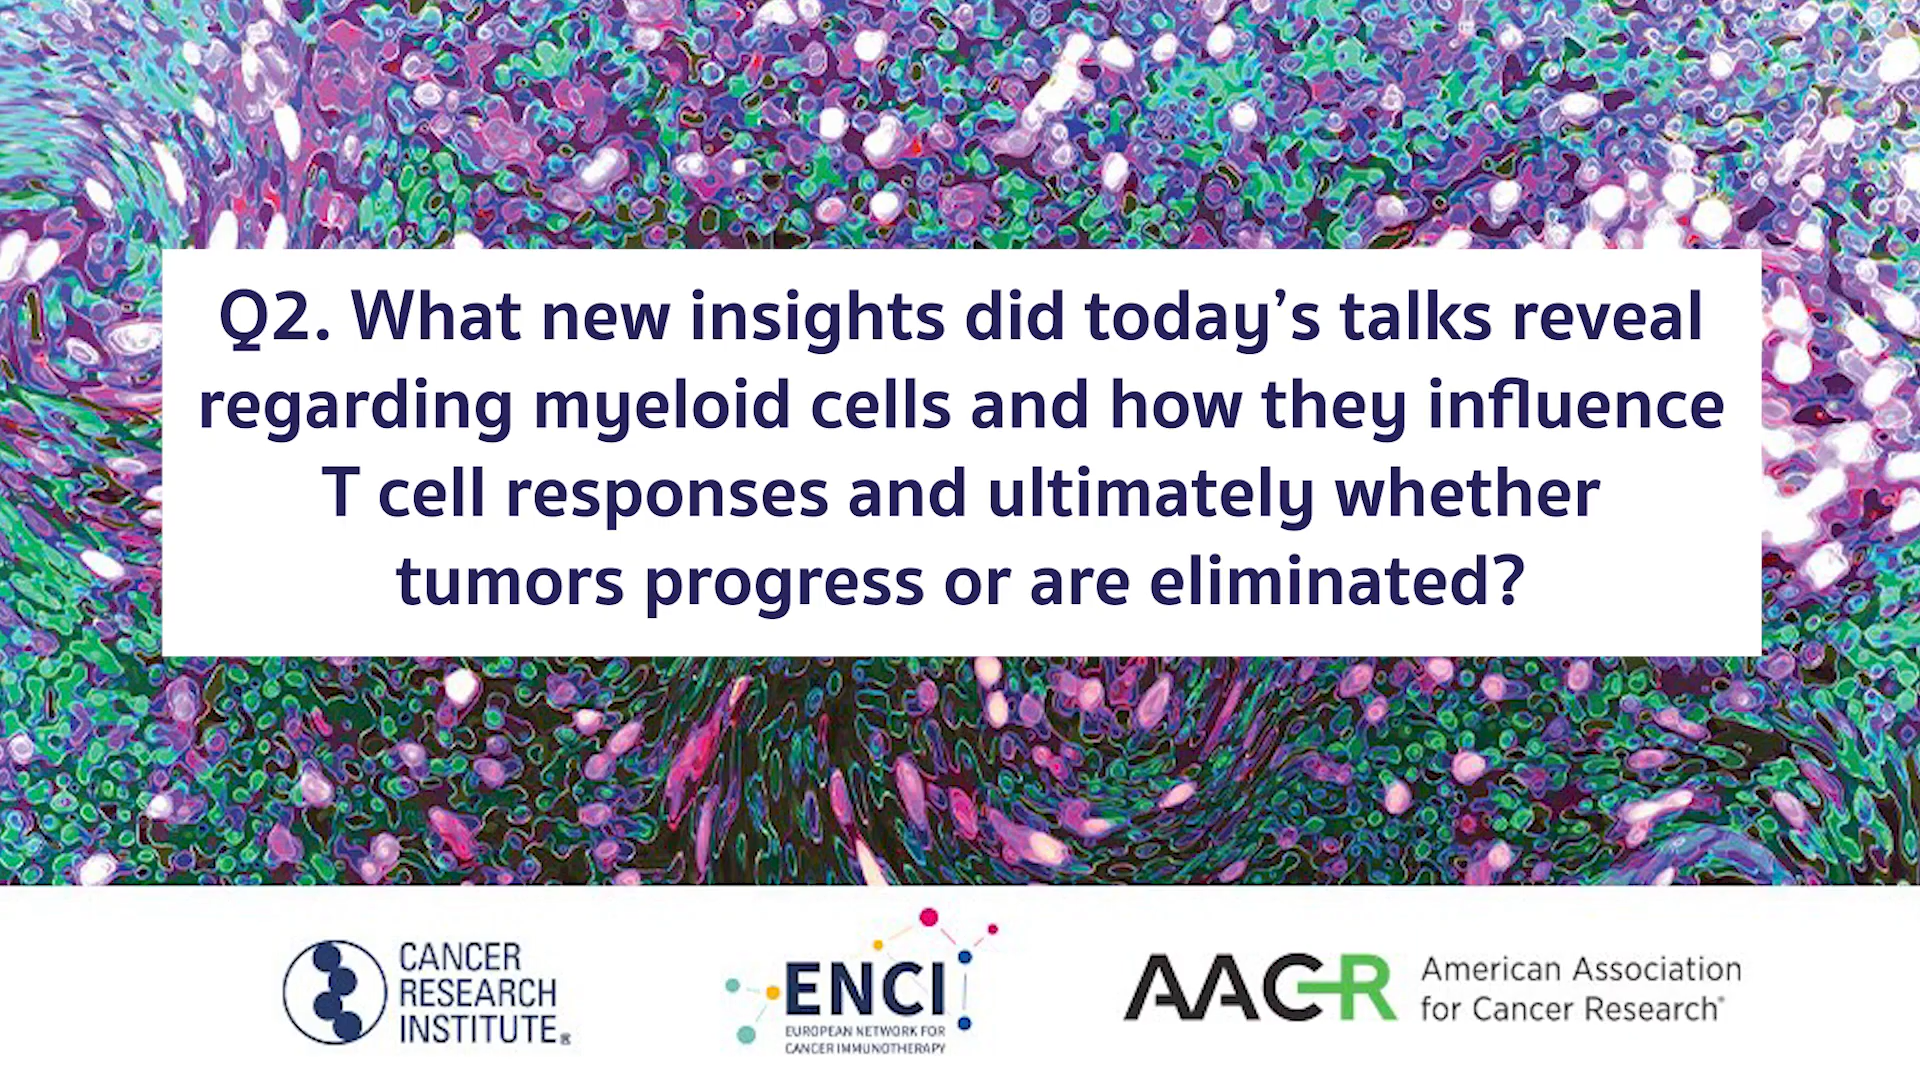 Q2. What new insights did today’s talks reveal
regarding myeloid cells and how they influence
T cell responses and ultimately whether
tumors progress or are eliminated?
CANCER
RESEARCH
INSTITUTE®
ENCI
EUROPEAN NETWORK FOR
CANCER IMMUNOTHERAPY
AACR
American Association
for Cancer Research®